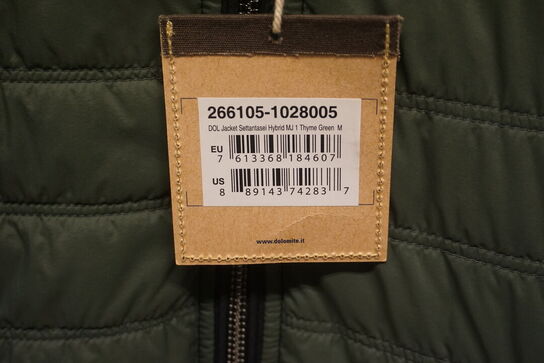 266105-1028005
DOL Jacket Settantasei Hybrid MJ 1 Thyme Green M
EU
7 613368 184607
US
8 89143 74283 7
www.dolomite.it